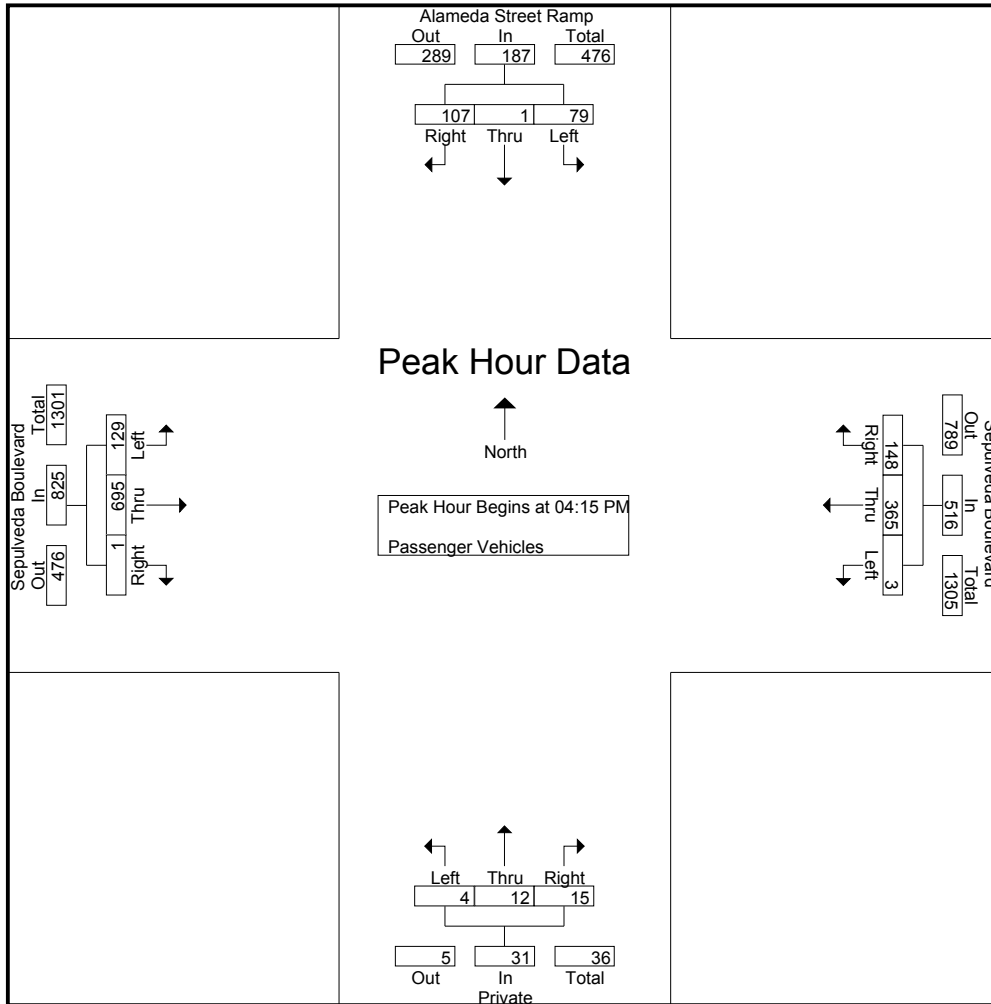 Alameda Street Ramp
Out In Total
289 187 476
107 1 79
Right Thru Left
Peak Hour Data
North
Peak Hour Begins at 04:15 PM
Passenger Vehicles
Sepulveda Boulevard
Total In Out
1301 825 476
129 695 1
Left Thru Right
Sepulveda Boulevard
Out In Total
789 516 1305
148 365 3
Right Thru Left
Left Thru Right
4 12 15
5 31 36
Out In Total
Private